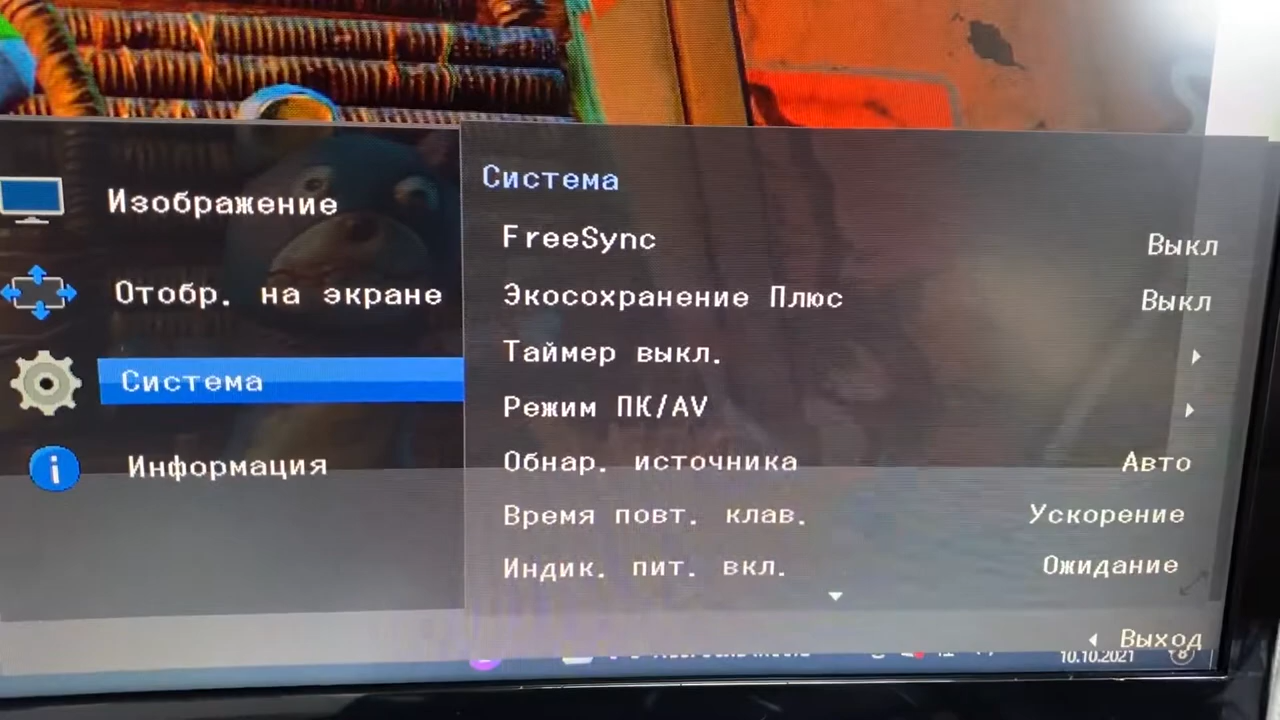 Изображение
Отобр. на экране
Система
Информация
Система
FreeSync Выкл
Экосохранение Плюс Выкл
Таймер выкл.
Режим ПК/AV
Обнар. источника Авто
Время повт. клав. Ускорение
Индик. пит. вкл. Ожидание
Выход
10.10.2021